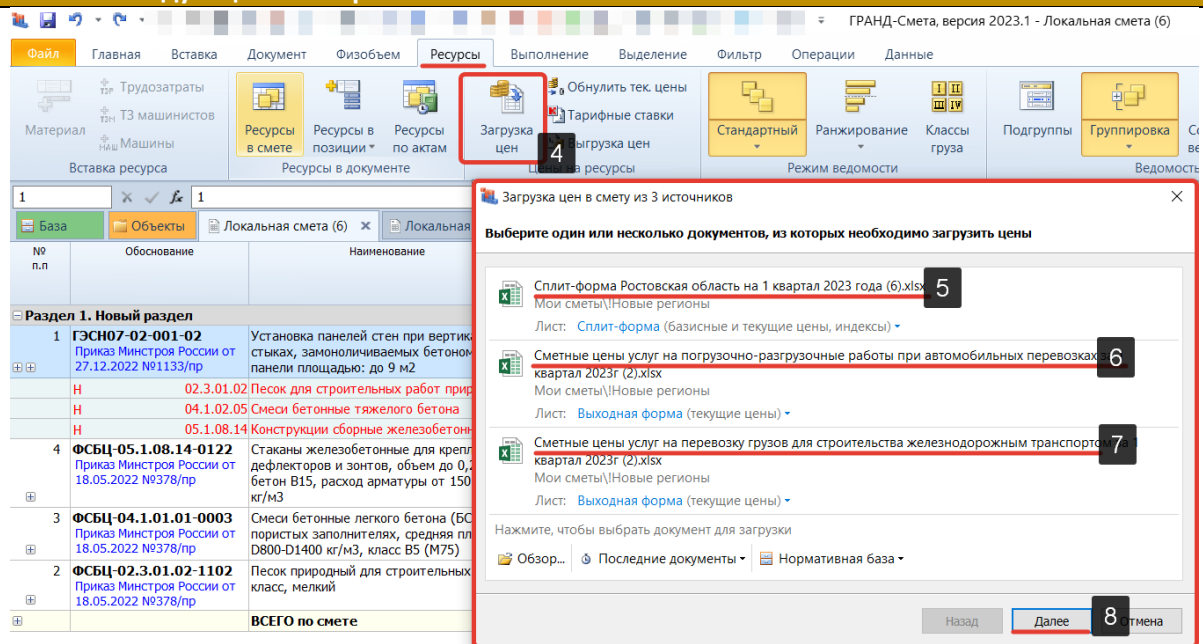 ГРАНД-Смета, версия 2023.1 - Локальная смета (6)
Файл Главная Вставка Документ Физобъем Ресурсы Выполнение Выделение Фильтр Операции Данные
Материал
Трудозатраты
ТЗ машинистов
Машины
Вставка ресурса
Ресурсы в смете
Ресурсы в позиции
Ресурсы по актам
Ресурсы в документе
Загрузка цен
4
Обнулить тек. цены
Тарифные ставки
Выгрузка цен
Цены на ресурсы
Стандартный
Ранжирование
Классы груза
Режим ведомости
Подгруппы
Группировка
Ведомость
1 fx 1
База Объекты Локальная смета (6) Локальная
№ п.п Обоснование Наименование
Раздел 1. Новый раздел
1 ГЭСН07-02-001-02 Установка панелей стен при
Приказ Минстроя России от стыках, замоноличиваемых бетоном
27.12.2022 №1133/пр панели площадью: до 9 м2
Н 02.3.01.02 Песок для строительных работ
Н 04.1.02.05 Смеси бетонные тяжелого бетона
Н 05.1.08.14 Конструкции сборные
4 ФСБЦ-05.1.08.14-0122 Стаканы железобетонные для
Приказ Минстроя России от дефлекторов и зонтов, объем до
18.05.2022 №378/пр бетон В15, расход арматуры от 150
кг/м3
3 ФСБЦ-04.1.01.01-0003 Смеси бетонные легкого бетона
Приказ Минстроя России от пористых заполнителях, средняя
18.05.2022 №378/пр D800-D1400 кг/м3, класс В5 (М75)
2 ФСБЦ-02.3.01.02-1102 Песок природный для строительных
Приказ Минстроя России от класс, мелкий
18.05.2022 №378/пр
ВСЕГО по смете
Загрузка цен в смету из 3 источников
Выберите один или несколько документов, из которых необходимо загрузить цены
Сплит-форма Ростовская область на 1 квартал 2023 года (6).xlsx 5
Мои сметы\!Новые регионы
Лист: Сплит-форма (базисные и текущие цены, индексы)
Сметные цены услуг на погрузочно-разгрузочные работы при автомобильных перевозках 6
квартал 2023г (2).xlsx
Мои сметы\!Новые регионы
Лист: Выходная форма (текущие цены)
Сметные цены услуг на перевозку грузов для строительства железнодорожным транспортом 7 1
квартал 2023г (2).xlsx
Мои сметы\!Новые регионы
Лист: Выходная форма (текущие цены)
Нажмите, чтобы выбрать документ для загрузки
Обзор... Последние документы Нормативная база
Назад Далее 8 Отмена